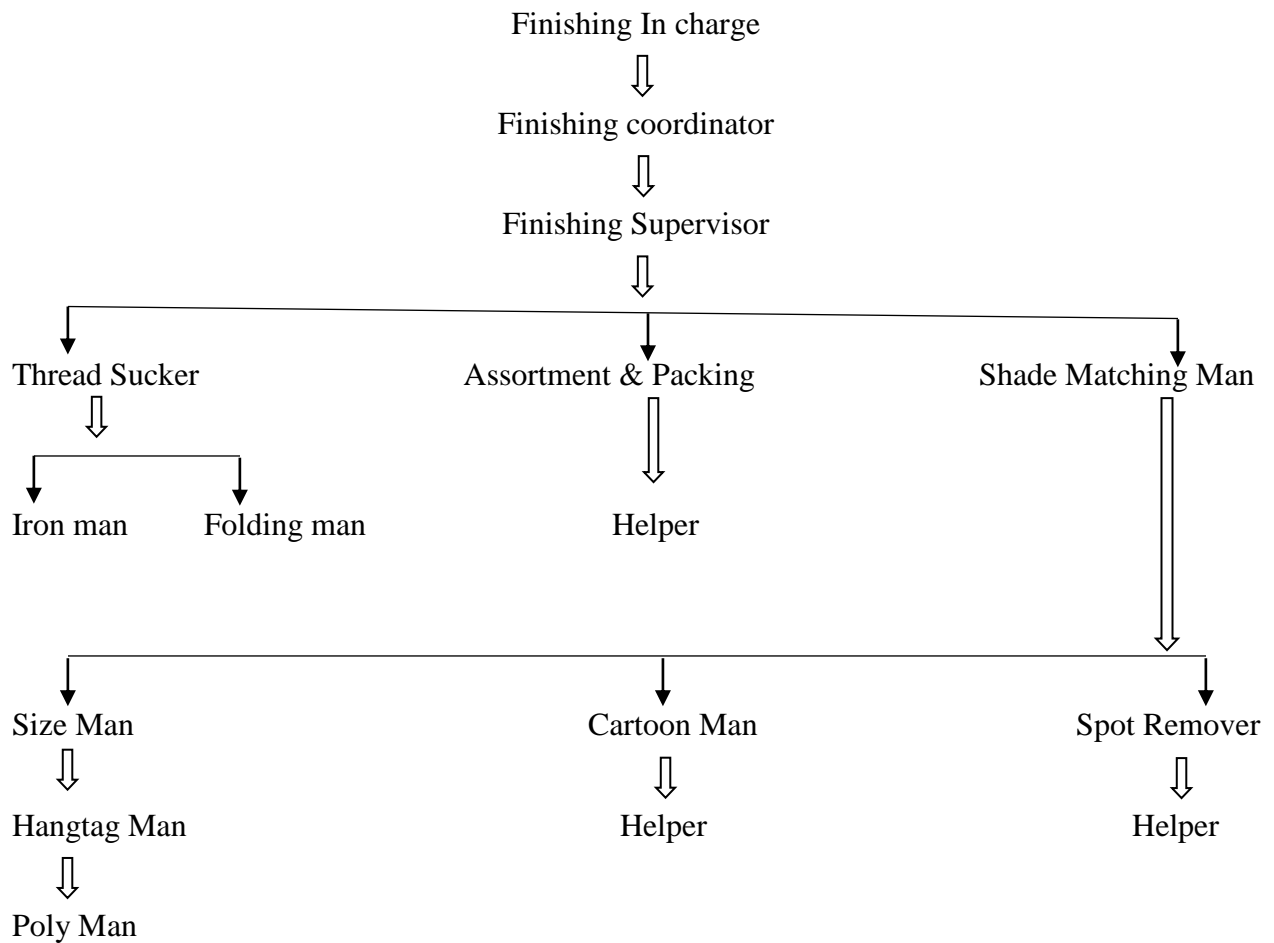 Finishing In charge
Finishing coordinator
Finishing Supervisor
Thread Sucker Assortment & Packing Shade Matching Man
Iron man Folding man Helper
Size Man Cartoon Man Spot Remover
Hangtag Man Helper Helper
Poly Man